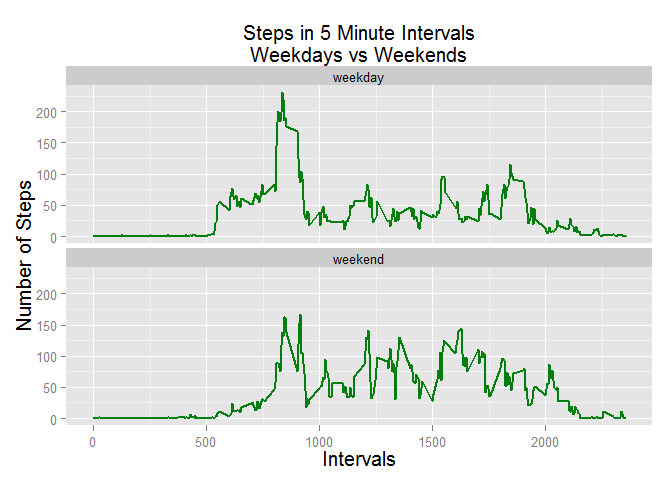 Steps in 5 Minute Intervals
Weekdays vs Weekends
weekday
200
150
100
50
0
weekend
200
150
100
50
0
Number of Steps
0 500 1000 1500 2000
Intervals